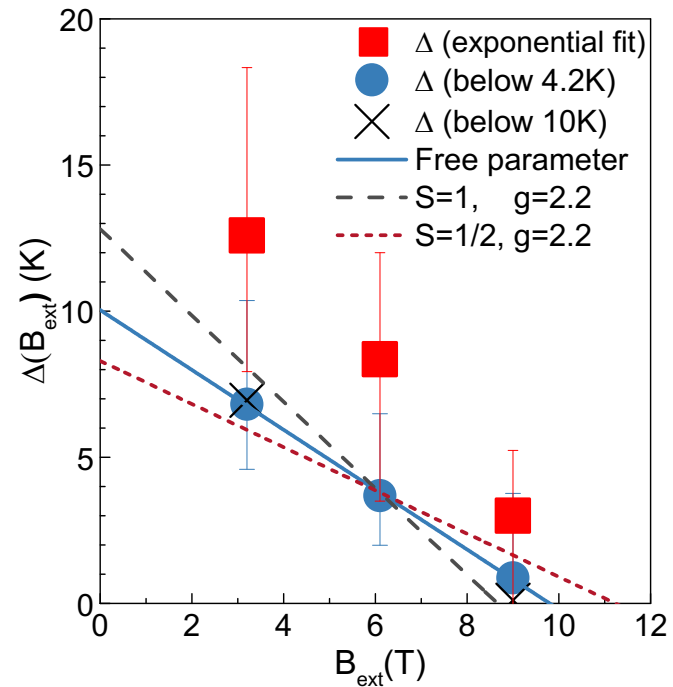 20
15
10
5
0
Δ(B_ext) (K)
Δ (exponential fit)
Δ (below 4.2K)
Δ (below 10K)
Free parameter
S=1, g=2.2
S=1/2, g=2.2
0 2 4 6 8 10 12
B_ext(T)